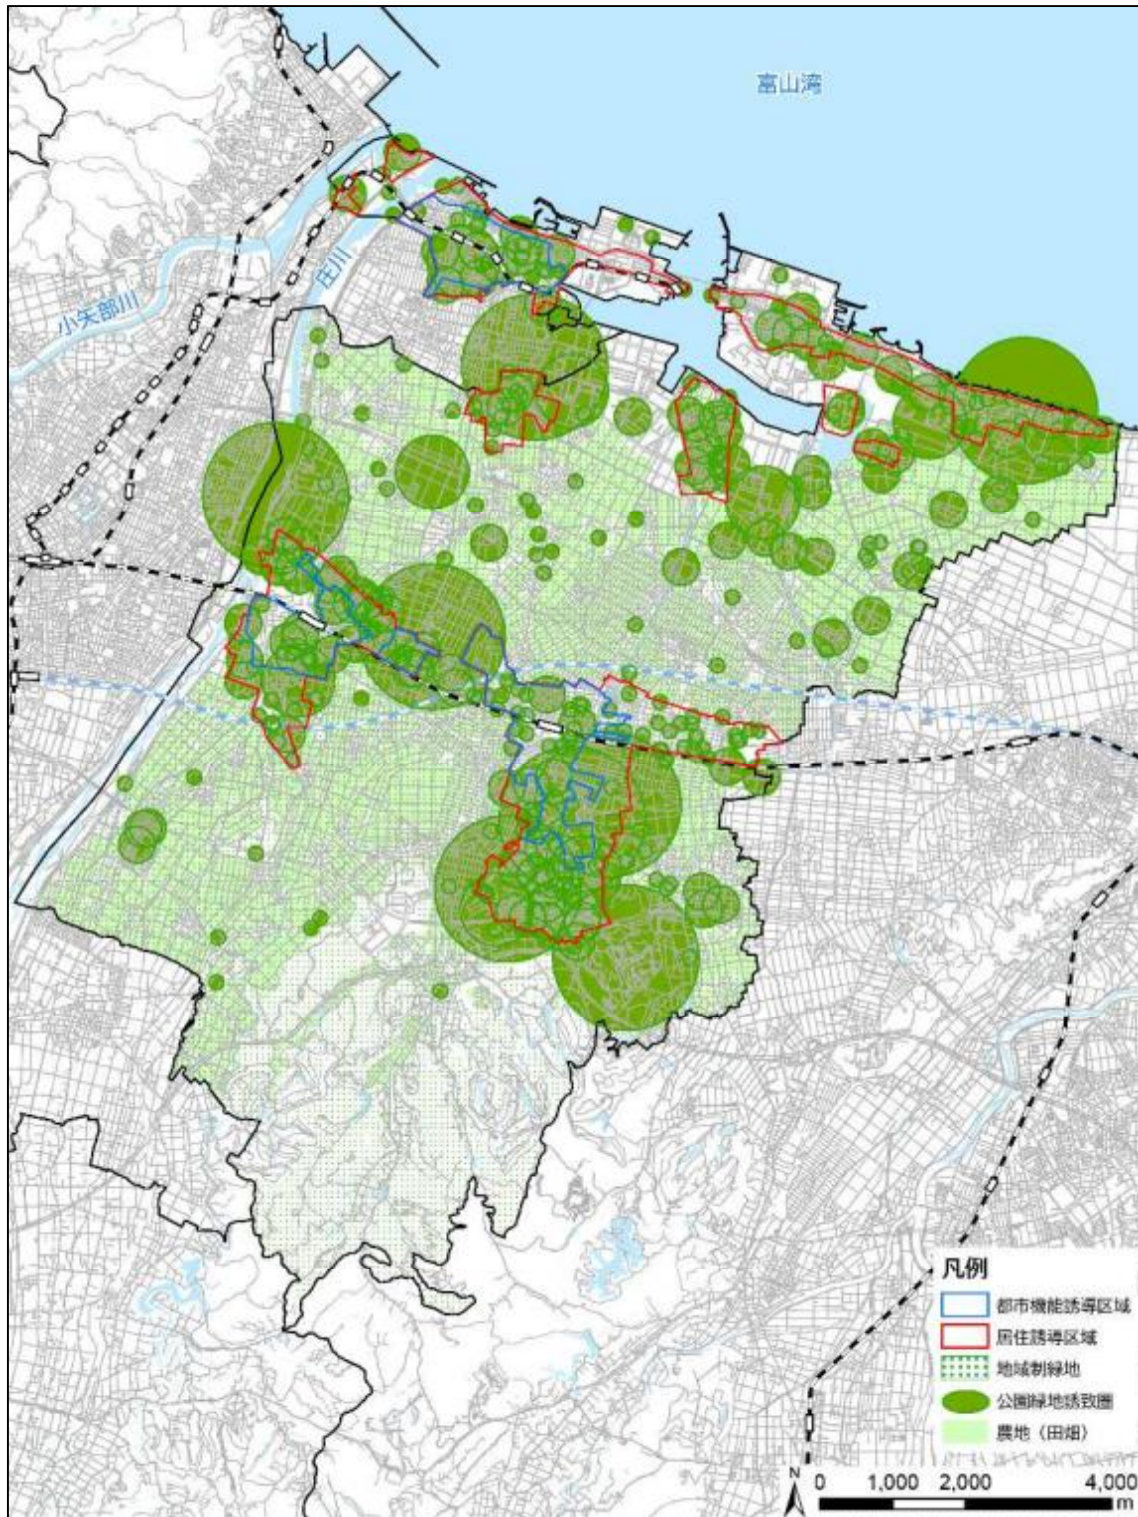 富山湾
庄川
小矢部川
凡例
都市機能誘導区域
居住誘導区域
地域制緑地
公園緑地誘致圏
農地（田畑）
N
0 1,000 2,000 4,000
m